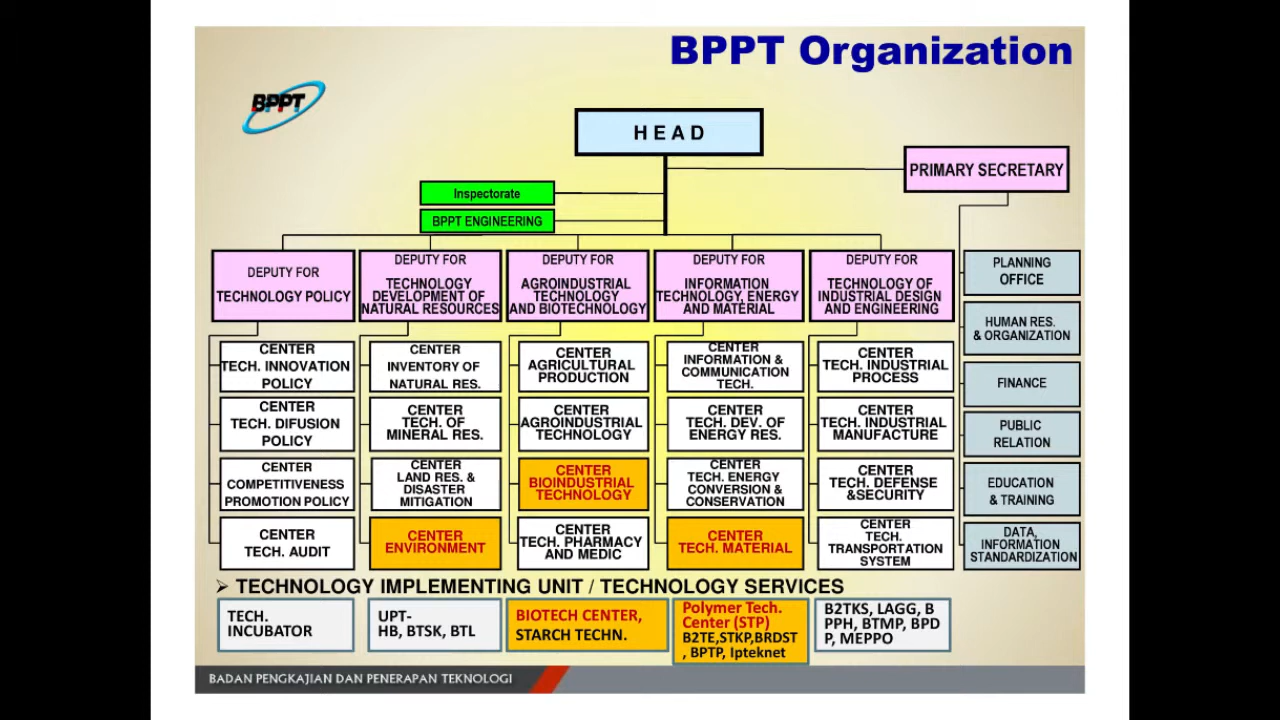 BPPT Organization
BPPT
HEAD
PRIMARY SECRETARY
Inspectorate
BPPT ENGINEERING
DEPUTY FOR
TECHNOLOGY POLICY
DEPUTY FOR
TECHNOLOGY
DEVELOPMENT OF
NATURAL RESOURCES
DEPUTY FOR
AGROINDUSTRIAL
TECHNOLOGY
AND BIOTECHNOLOGY
DEPUTY FOR
INFORMATION
TECHNOLOGY, ENERGY
AND MATERIAL
DEPUTY FOR
TECHNOLOGY OF
INDUSTRIAL DESIGN
AND ENGINEERING
PLANNING
OFFICE
HUMAN RES.
& ORGANIZATION
FINANCE
PUBLIC
RELATION
EDUCATION
& TRAINING
DATA,
INFORMATION
STANDARDIZATION
CENTER
TECH. INNOVATION
POLICY
CENTER
INVENTORY OF
NATURAL RES.
CENTER
AGRICULTURAL
PRODUCTION
CENTER
INFORMATION &
COMMUNICATION
TECH.
CENTER
TECH. INDUSTRIAL
PROCESS
CENTER
TECH. DIFUSION
POLICY
CENTER
TECH. OF
MINERAL RES.
CENTER
AGROINDUSTRIAL
TECHNOLOGY
CENTER
TECH. DEV. OF
ENERGY RES.
CENTER
TECH. INDUSTRIAL
MANUFACTURE
CENTER
COMPETITIVENESS
PROMOTION POLICY
CENTER
LAND RES. &
DISASTER
MITIGATION
CENTER
BIOINDUSTRIAL
TECHNOLOGY
CENTER
TECH. ENERGY
CONVERSION &
CONSERVATION
CENTER
TECH. DEFENSE
&SECURITY
CENTER
TECH. AUDIT
CENTER
ENVIRONMENT
CENTER
TECH. PHARMACY
AND MEDIC
CENTER
TECH. MATERIAL
CENTER
TECH.
TRANSPORTATION
SYSTEM
➢ TECHNOLOGY IMPLEMENTING UNIT / TECHNOLOGY SERVICES
TECH.
INCUBATOR
UPT-
HB, BTSK, BTL
BIOTECH CENTER,
STARCH TECHN.
Polymer Tech.
Center (STP)
B2TE,STKP,BRDST
, BPTP, Ipteknet
B2TKS, LAGG, B
PPH, BTMP, BPD
P, MEPPO
BADAN PENGKAJIAN DAN PENERAPAN TEKNOLOGI